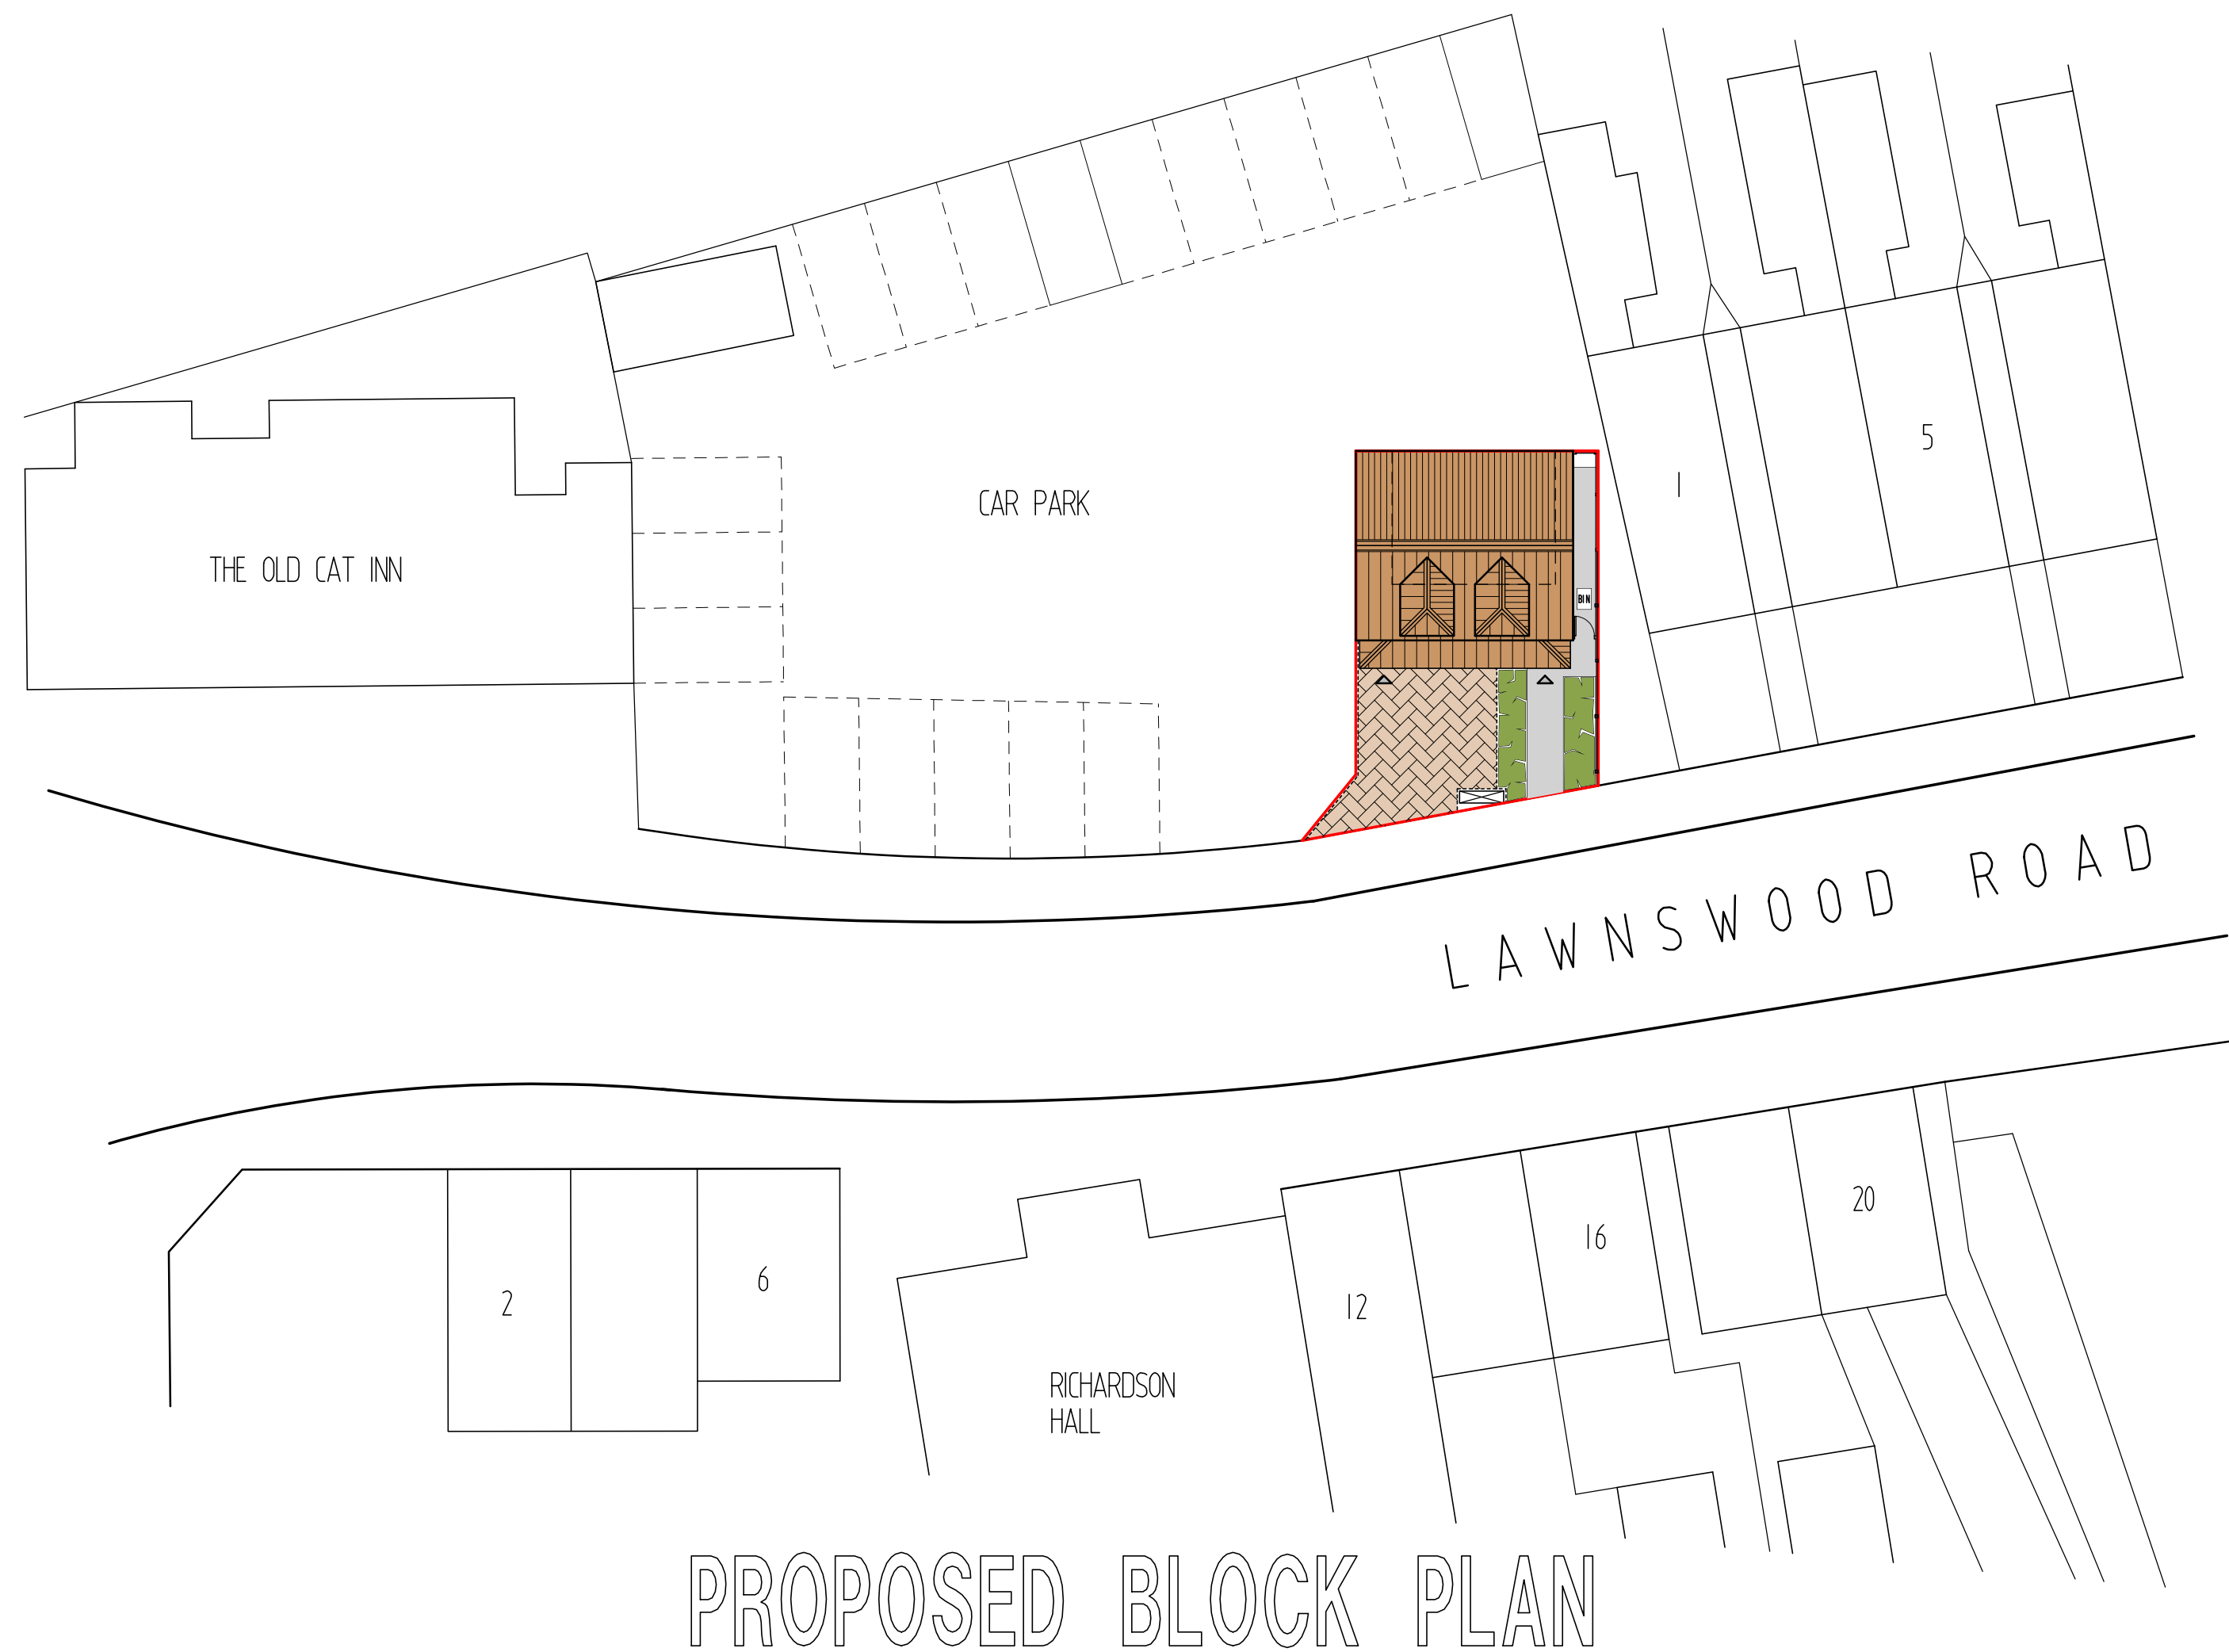 5
1
CAR PARK
THE OLD CAT INN
BIN
LAWNSWOOD ROAD
20
16
6
2
12
RICHARDSON
HALL
PROPOSED BLOCK PLAN